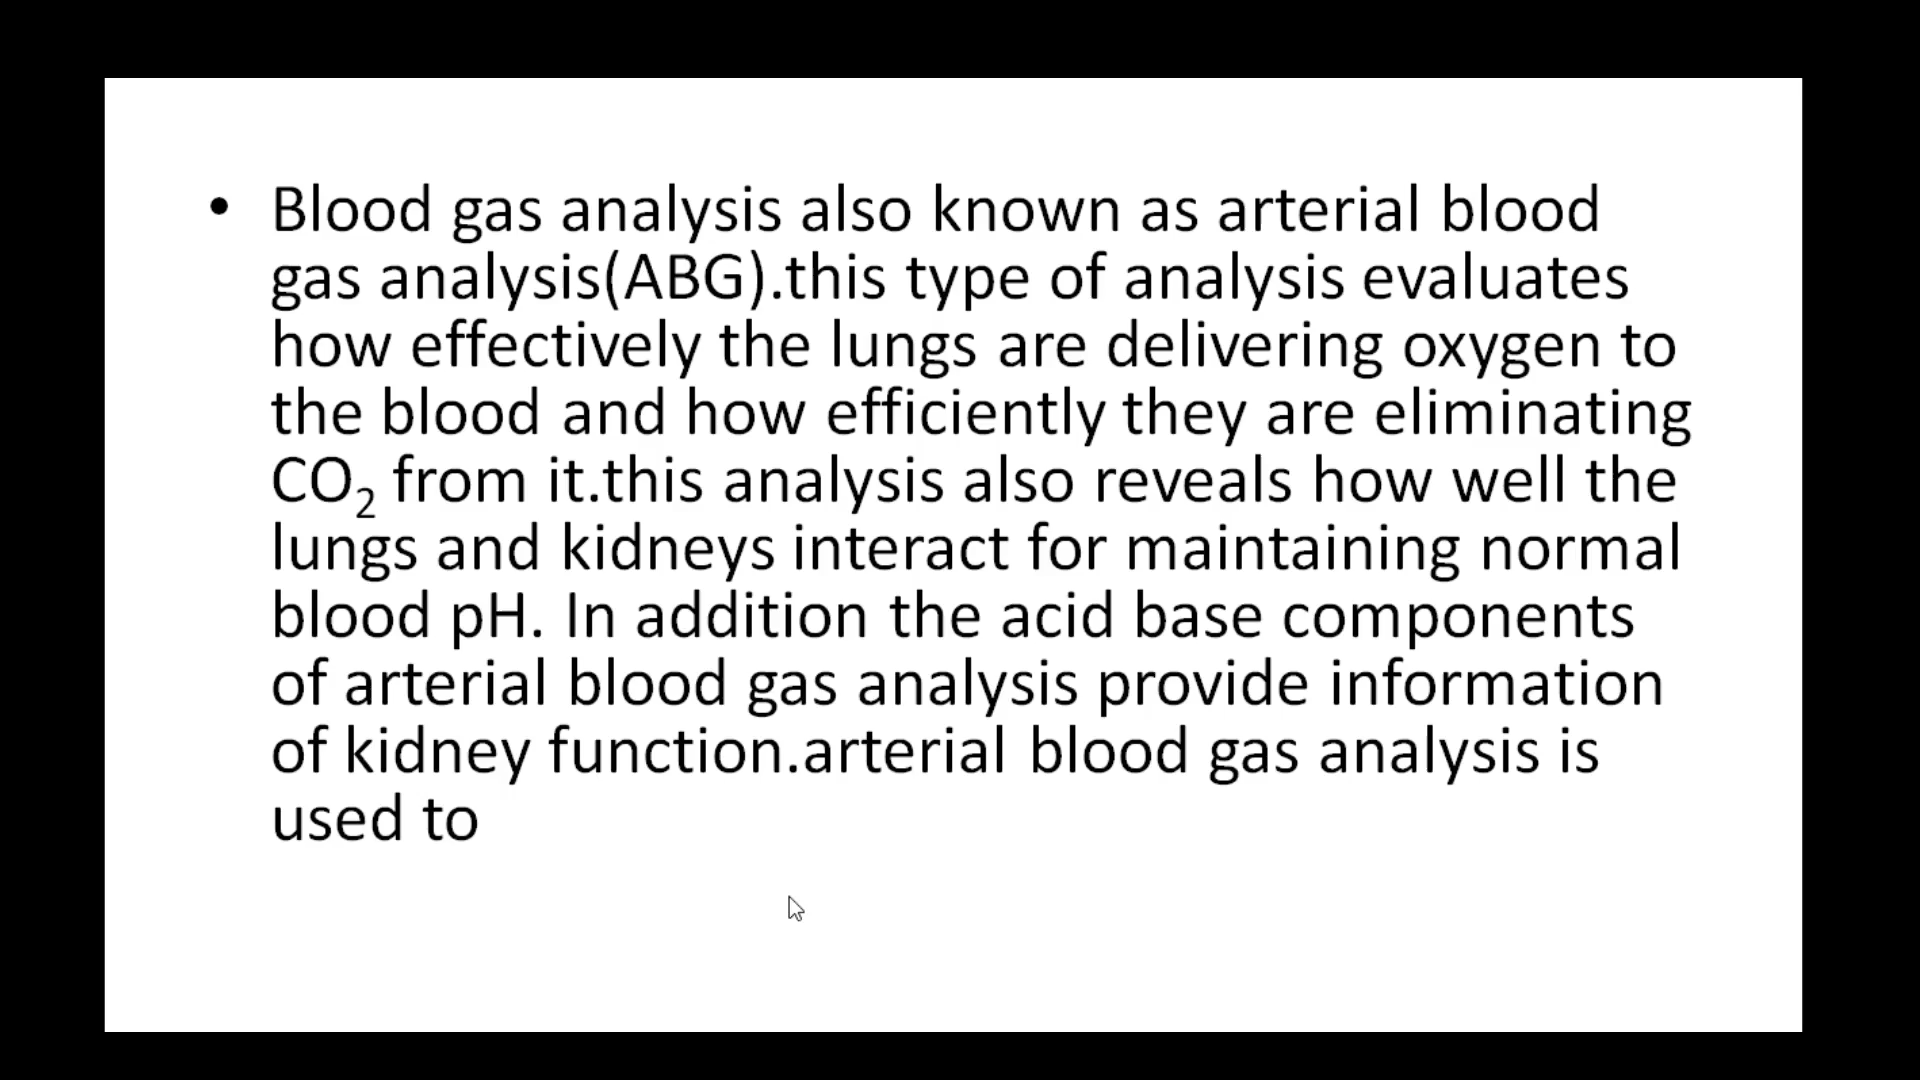 • Blood gas analysis also known as arterial blood
gas analysis(ABG).this type of analysis evaluates
how effectively the lungs are delivering oxygen to
the blood and how efficiently they are eliminating
CO₂ from it.this analysis also reveals how well the
lungs and kidneys interact for maintaining normal
blood pH. In addition the acid base components
of arterial blood gas analysis provide information
of kidney function.arterial blood gas analysis is
used to